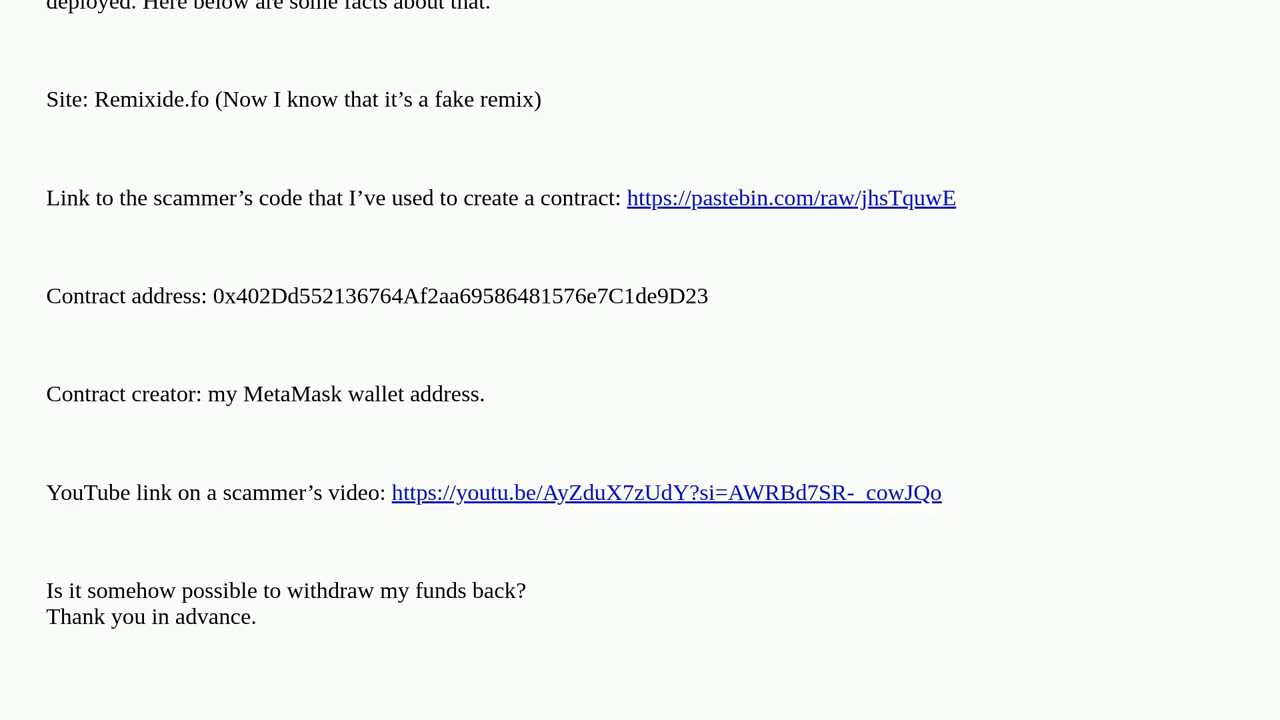 deployed. Here below are some facts about that.
Site: Remixide.fo (Now I know that it’s a fake remix)
Link to the scammer’s code that I’ve used to create a contract: https://pastebin.com/raw/jhsTquwE
Contract address: 0x402Dd552136764Af2aa69586481576e7C1de9D23
Contract creator: my MetaMask wallet address.
YouTube link on a scammer’s video: https://youtu.be/AyZduX7zUdY?si=AWRBd7SR-_cowJQo
Is it somehow possible to withdraw my funds back?
Thank you in advance.